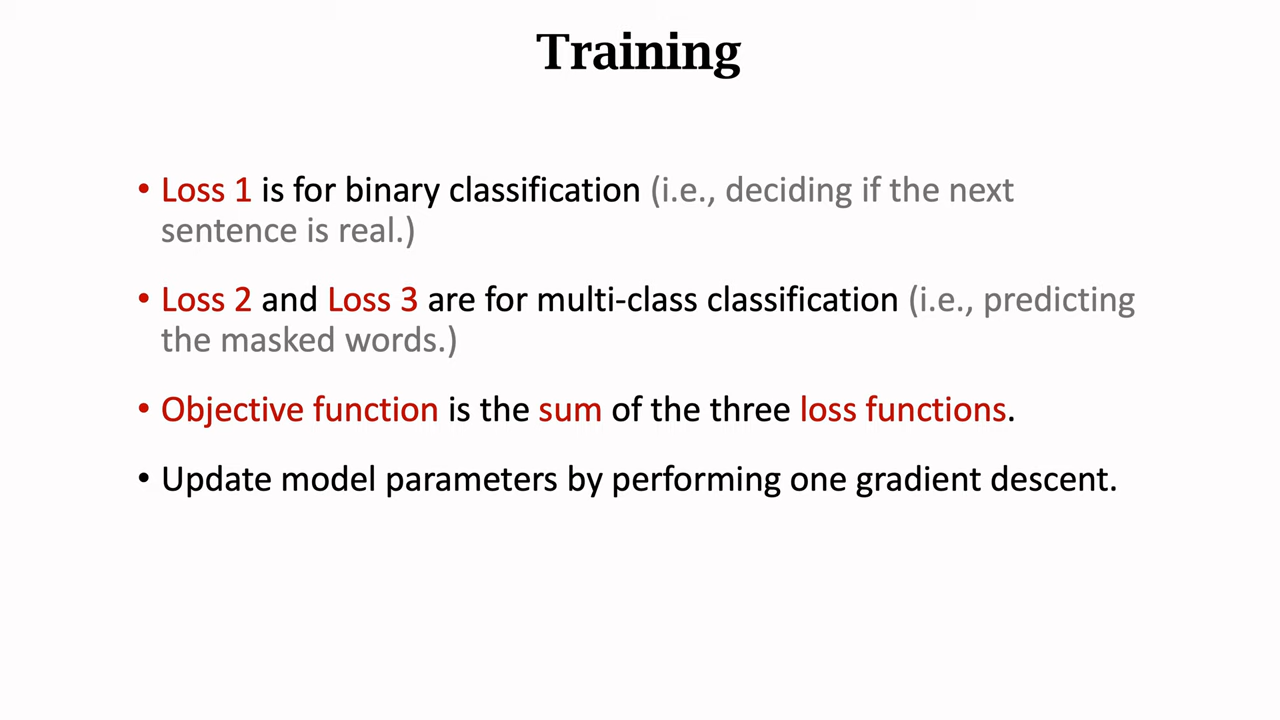 Training
• Loss 1 is for binary classification (i.e., deciding if the next
sentence is real.)
• Loss 2 and Loss 3 are for multi-class classification (i.e., predicting
the masked words.)
• Objective function is the sum of the three loss functions.
• Update model parameters by performing one gradient descent.